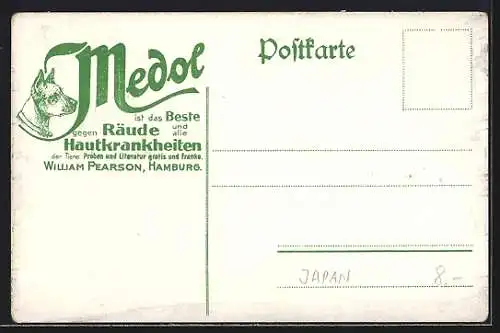 Medol
Postkarte
ist das Beste
gegen Räude und alle
Hautkrankheiten
der Tiere. Proben und Literatur gratis und franko.
WILLIAM PEARSON, HAMBURG.
JAPAN 8.-